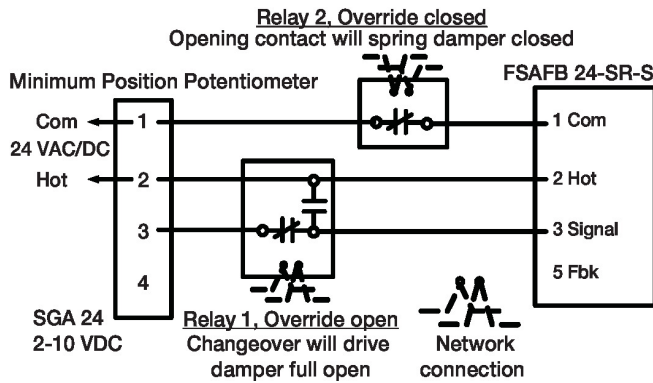 Relay 2, Override closed
Opening contact will spring damper closed
Minimum Position Potentiometer
FSAFB 24-SR-S
Com
1
1 Com
24 VAC/DC
Hot
2
2 Hot
3
3 Signal
4
5 Fbk
SGA 24
2-10 VDC
Relay 1, Override open
Changeover will drive
damper full open
Network
connection